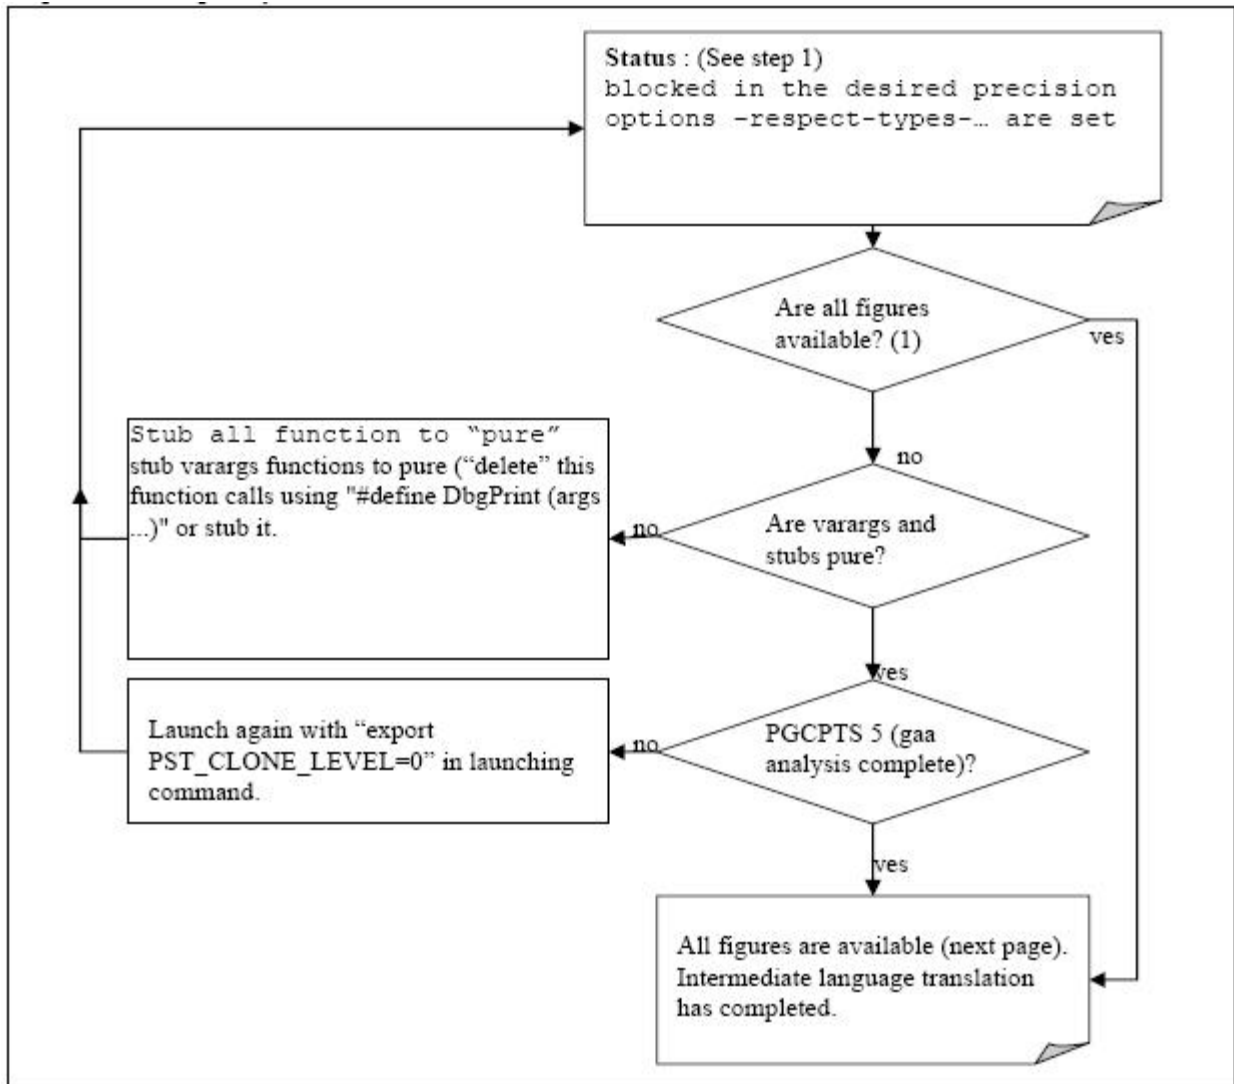 Status : (See step 1)
blocked in the desired precision
options -respect-types-… are set
Are all figures
available? (1)
yes
no
Stub all function to “pure”
stub varargs functions to pure (“delete” this
function calls using "#define DbgPrint (args
...)" or stub it.
no
Are varargs and
stubs pure?
yes
Launch again with “export
PST_CLONE_LEVEL=0” in launching
command.
no
PGCPTS 5 (gaa
analysis complete)?
yes
All figures are available (next page).
Intermediate language translation
has completed.